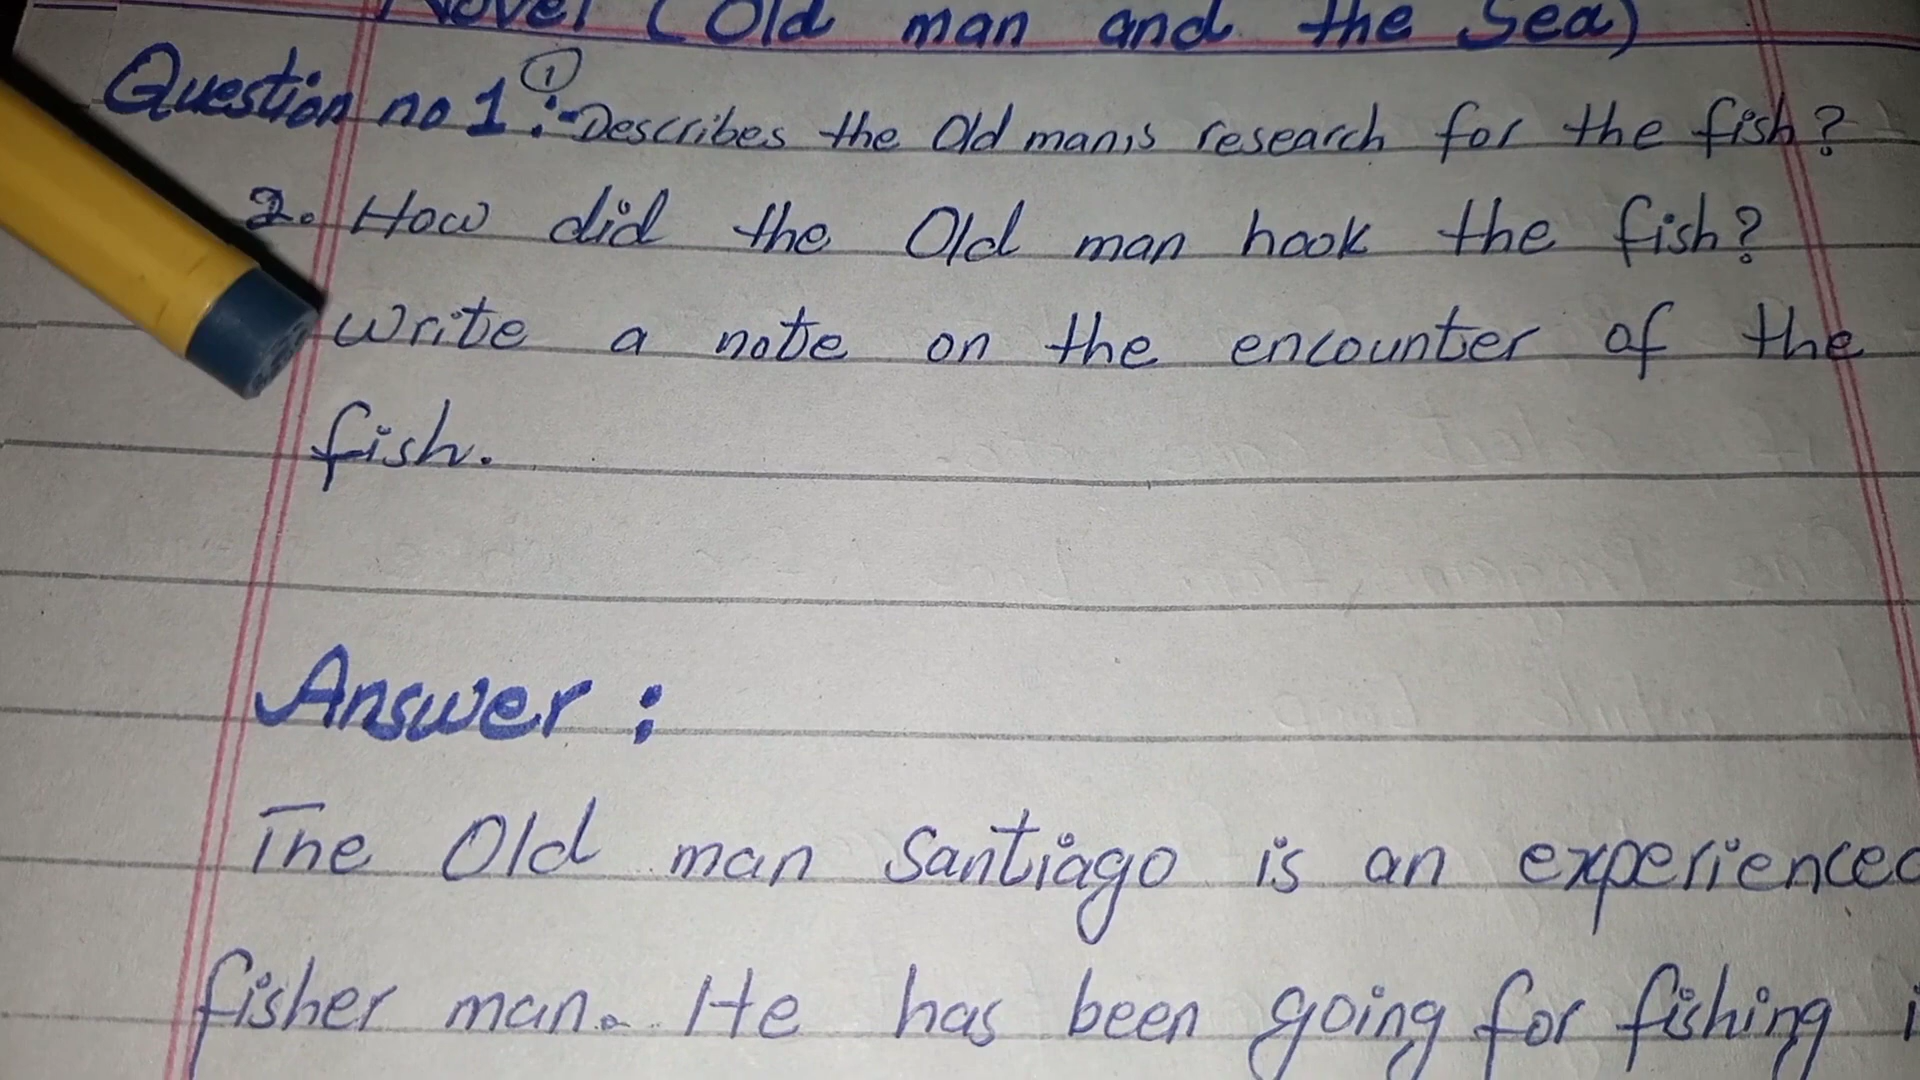 Novel (Old man and the Sea)
Question no 1 ① :- Describes the Old man,s research for the fish?
2. How did the Old man hook the fish?
Write a note on the encounter of the
fish.
Answer :
The Old man Santiago is an experienced
fisher man. He has been going for fishing